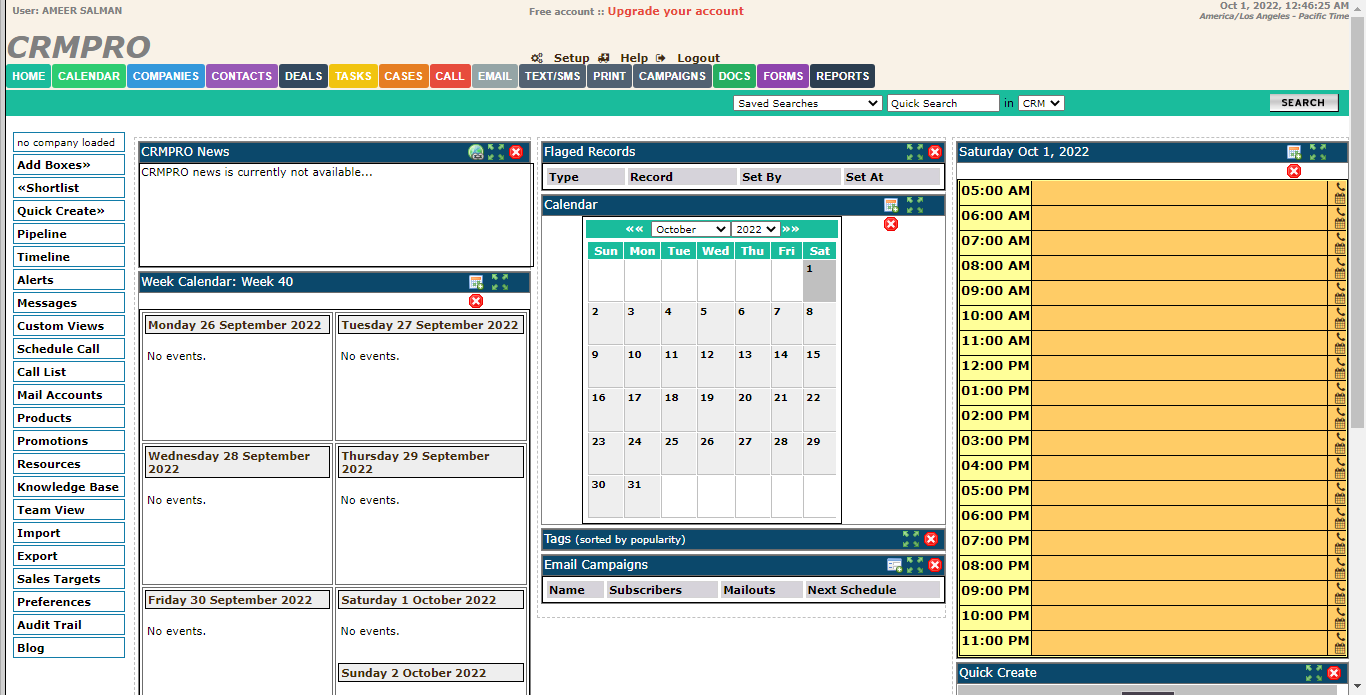 User: AMEER SALMAN
Free account :: Upgrade your account
Oct 1, 2022, 12:46:25 AM
America/Los Angeles - Pacific Time
CRMPRO
Setup Help Logout
HOME CALENDAR COMPANIES CONTACTS DEALS TASKS CASES CALL EMAIL TEXT/SMS PRINT CAMPAIGNS DOCS FORMS REPORTS
Saved Searches Quick Search in CRM SEARCH
no company loaded
Add Boxes»
«Shortlist
Quick Create»
Pipeline
Timeline
Alerts
Messages
Custom Views
Schedule Call
Call List
Mail Accounts
Products
Promotions
Resources
Knowledge Base
Team View
Import
Export
Sales Targets
Preferences
Audit Trail
Blog
CRMPRO News
CRMPRO news is currently not available...
Week Calendar: Week 40
Monday 26 September 2022
No events.
Tuesday 27 September 2022
No events.
Wednesday 28 September
2022
No events.
Thursday 29 September
2022
No events.
Friday 30 September 2022
No events.
Saturday 1 October 2022
No events.
Sunday 2 October 2022
Flaged Records
Type Record Set By Set At
Calendar
«« October 2022 »»
Sun Mon Tue Wed Thu Fri Sat
1
2 3 4 5 6 7 8
9 10 11 12 13 14 15
16 17 18 19 20 21 22
23 24 25 26 27 28 29
30 31
Tags (sorted by popularity)
Email Campaigns
Name Subscribers Mailouts Next Schedule
Saturday Oct 1, 2022
05:00 AM
06:00 AM
07:00 AM
08:00 AM
09:00 AM
10:00 AM
11:00 AM
12:00 PM
01:00 PM
02:00 PM
03:00 PM
04:00 PM
05:00 PM
06:00 PM
07:00 PM
08:00 PM
09:00 PM
10:00 PM
11:00 PM
Quick Create